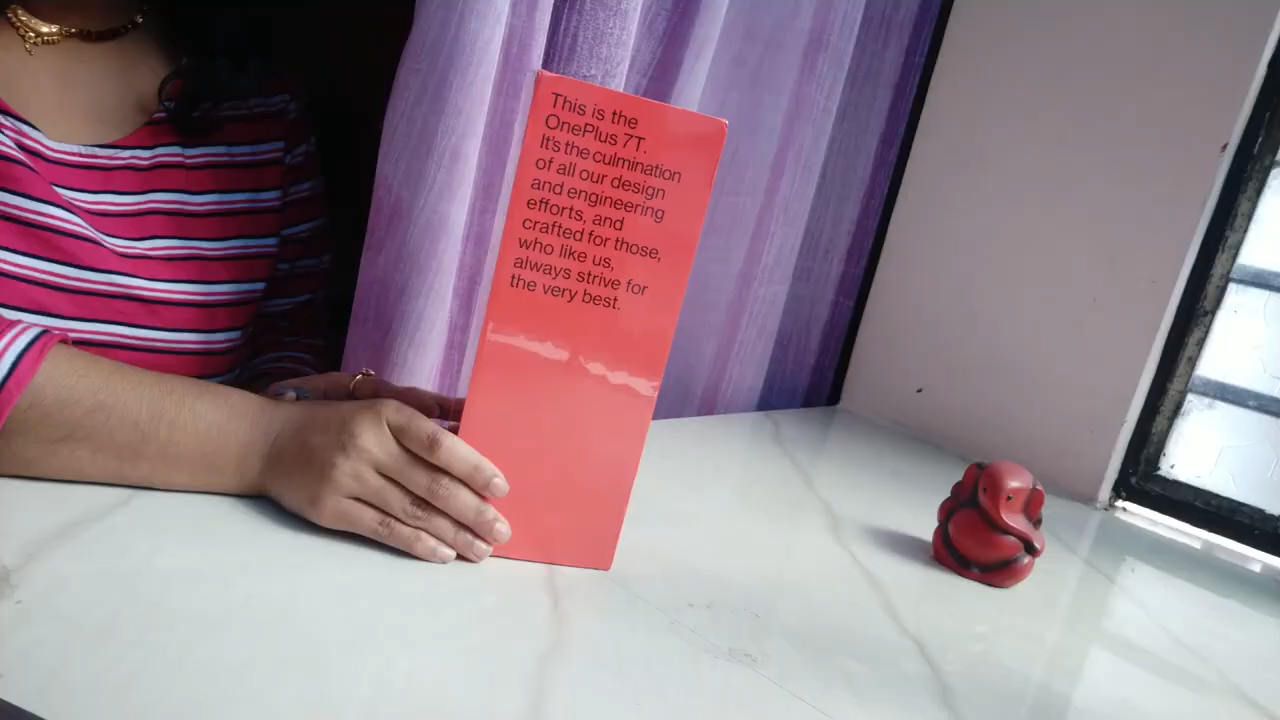 This is the
OnePlus 7T.
It's the culmination
of all our design
and engineering
efforts, and
crafted for those,
who like us,
always strive for
the very best.